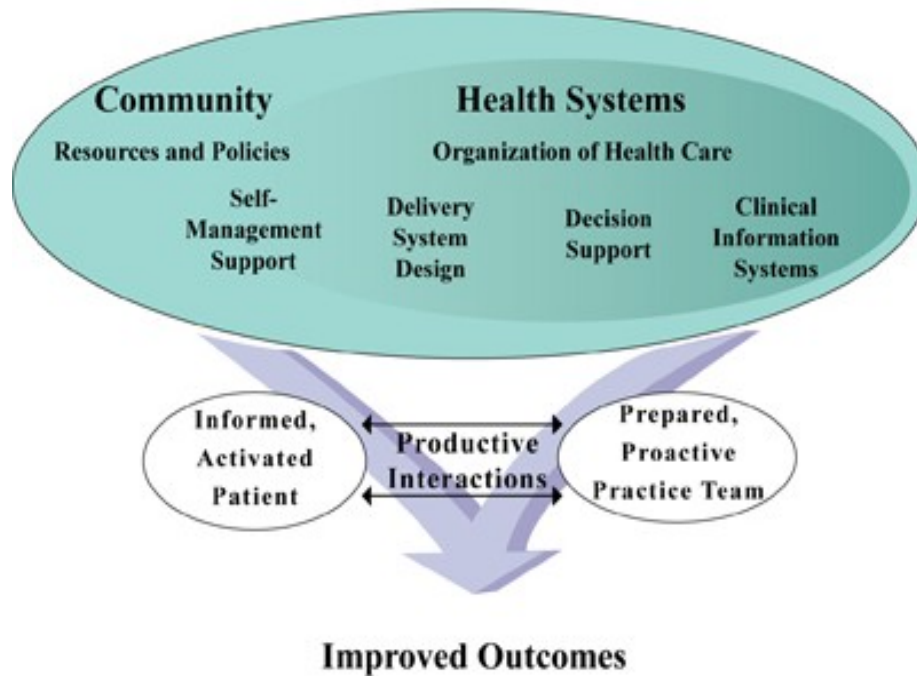 Community
Health Systems
Resources and Policies
Organization of Health Care
Self-
Management
Support
Delivery
System
Design
Decision
Support
Clinical
Information
Systems
Informed,
Activated
Patient
Productive
Interactions
Prepared,
Proactive
Practice Team
Improved Outcomes